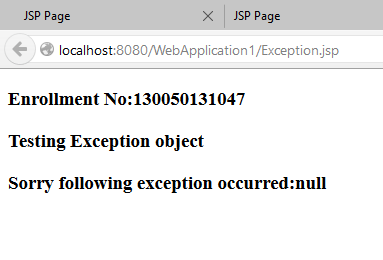 JSP Page JSP Page
localhost:8080/WebApplication1/Exception.jsp
Enrollment No:130050131047
Testing Exception object
Sorry following exception occurred:null